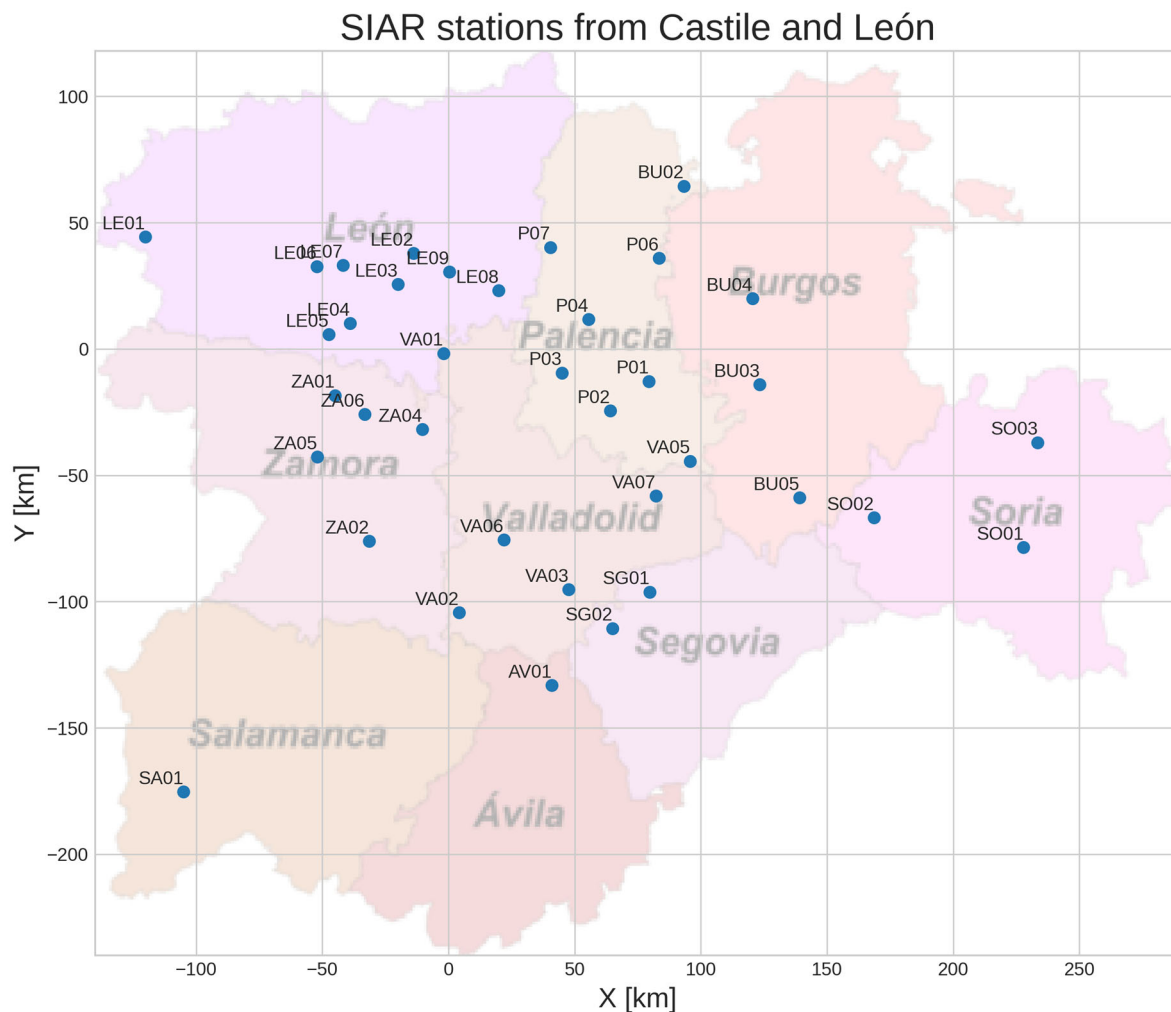 SIAR stations from Castile and León
100
50
0
−50
−100
−150
−200
Y [km]
BU02
LE01
León
LE02
P07
P06
LE06
LE07
LE09
LE03
LE08
BU04
Burgos
LE04
LE05
P04
Palencia
VA01
P03
P01
BU03
ZA01
ZA06
P02
ZA04
SO03
ZA05
Zamora
VA05
VA07
BU05
SO02
Soria
VA06
Valladolid
ZA02
SO01
VA03
SG01
VA02
SG02
Segovia
AV01
Salamanca
SA01
Ávila
−100
−50
0
50
100
150
200
250
X [km]